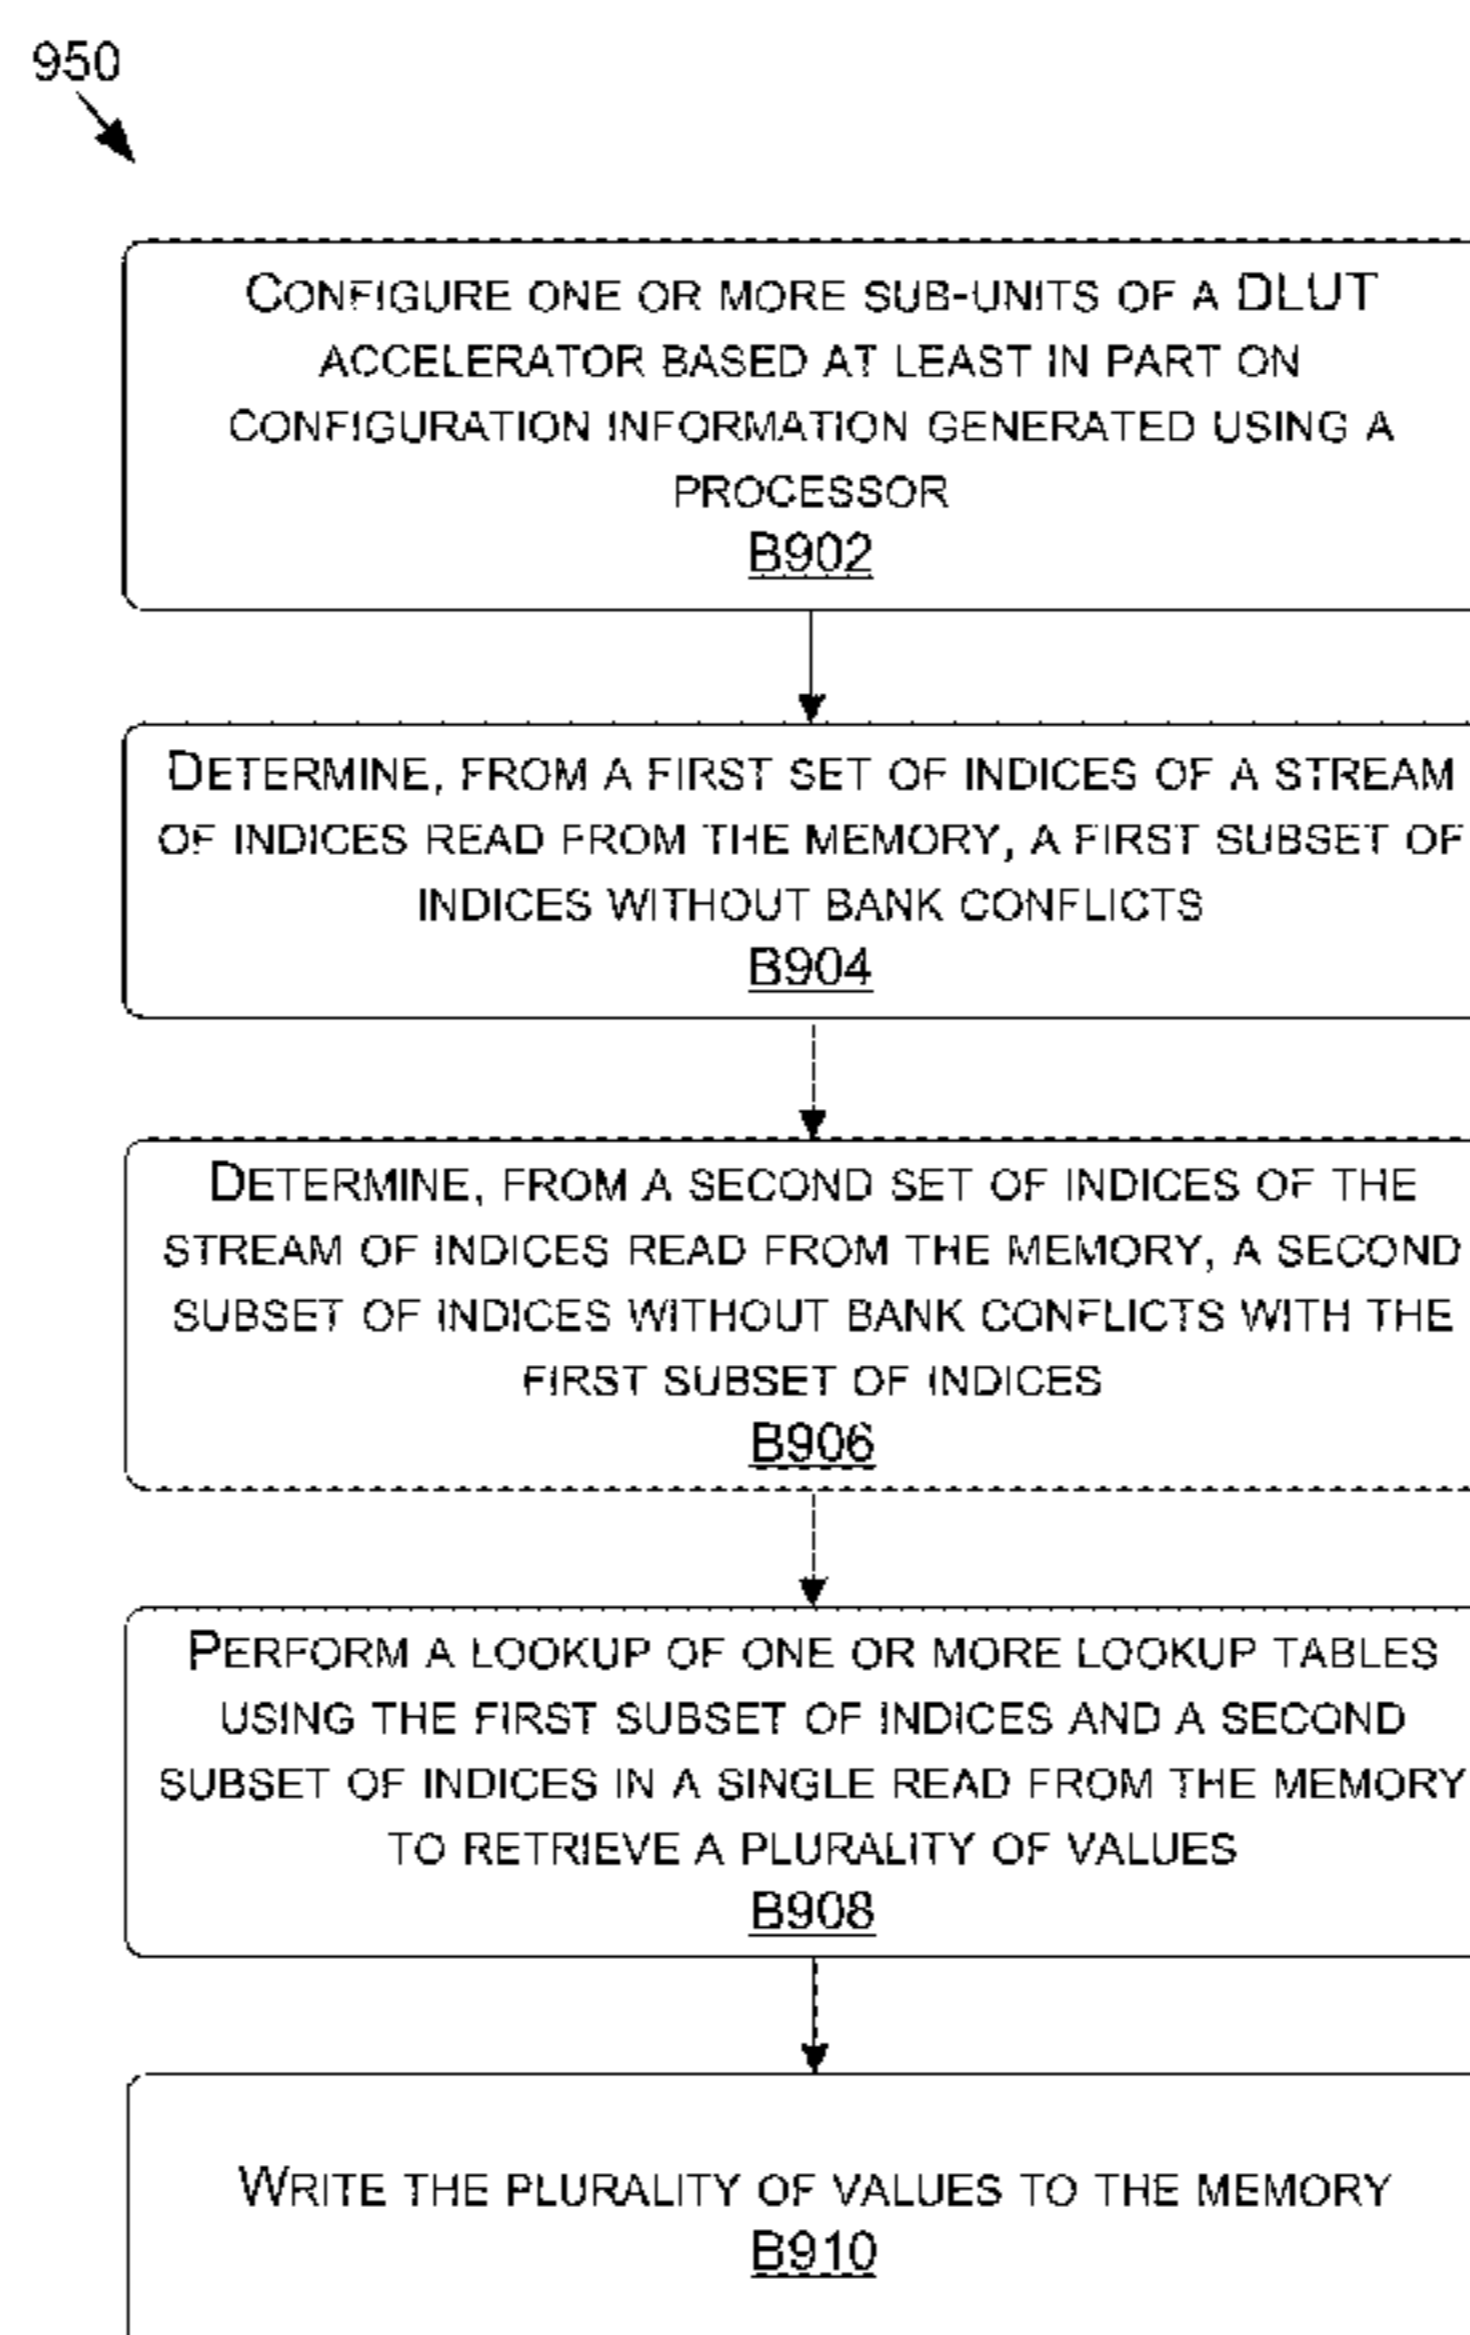 950
CONFIGURE ONE OR MORE SUB-UNITS OF A DLUT
ACCELERATOR BASED AT LEAST IN PART ON
CONFIGURATION INFORMATION GENERATED USING A
PROCESSOR
B902
DETERMINE, FROM A FIRST SET OF INDICES OF A STREAM
OF INDICES READ FROM THE MEMORY, A FIRST SUBSET OF
INDICES WITHOUT BANK CONFLICTS
B904
DETERMINE, FROM A SECOND SET OF INDICES OF THE
STREAM OF INDICES READ FROM THE MEMORY, A SECOND
SUBSET OF INDICES WITHOUT BANK CONFLICTS WITH THE
FIRST SUBSET OF INDICES
B906
PERFORM A LOOKUP OF ONE OR MORE LOOKUP TABLES
USING THE FIRST SUBSET OF INDICES AND A SECOND
SUBSET OF INDICES IN A SINGLE READ FROM THE MEMORY
TO RETRIEVE A PLURALITY OF VALUES
B908
WRITE THE PLURALITY OF VALUES TO THE MEMORY
B910